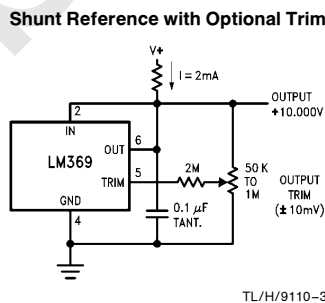 Shunt Reference with Optional Trim
V+
I = 2mA
2
IN
OUTPUT
+10.000V
6
OUT
LM369
5
TRIM
2M
50 K
TO
1M
OUTPUT
TRIM
(±10mV)
GND
4
0.1 μF
TANT.
TL/H/9110–3